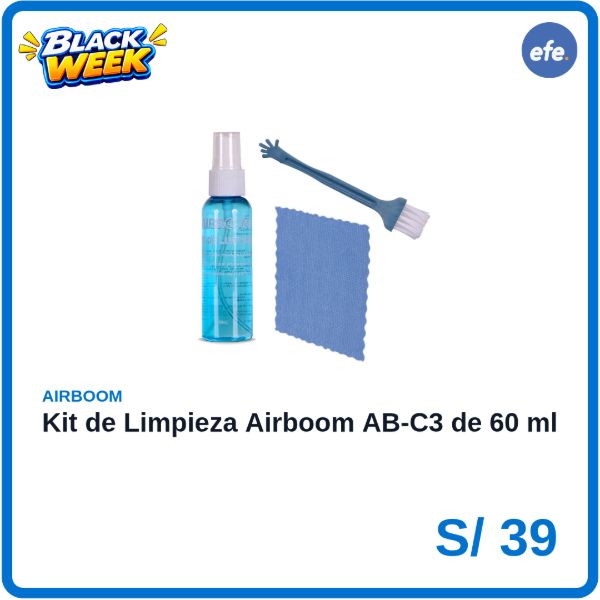 BLACK
WEEK
efe.
AIRBOOM
Kit de Limpieza Airboom AB-C3 de 60 ml
S/ 39